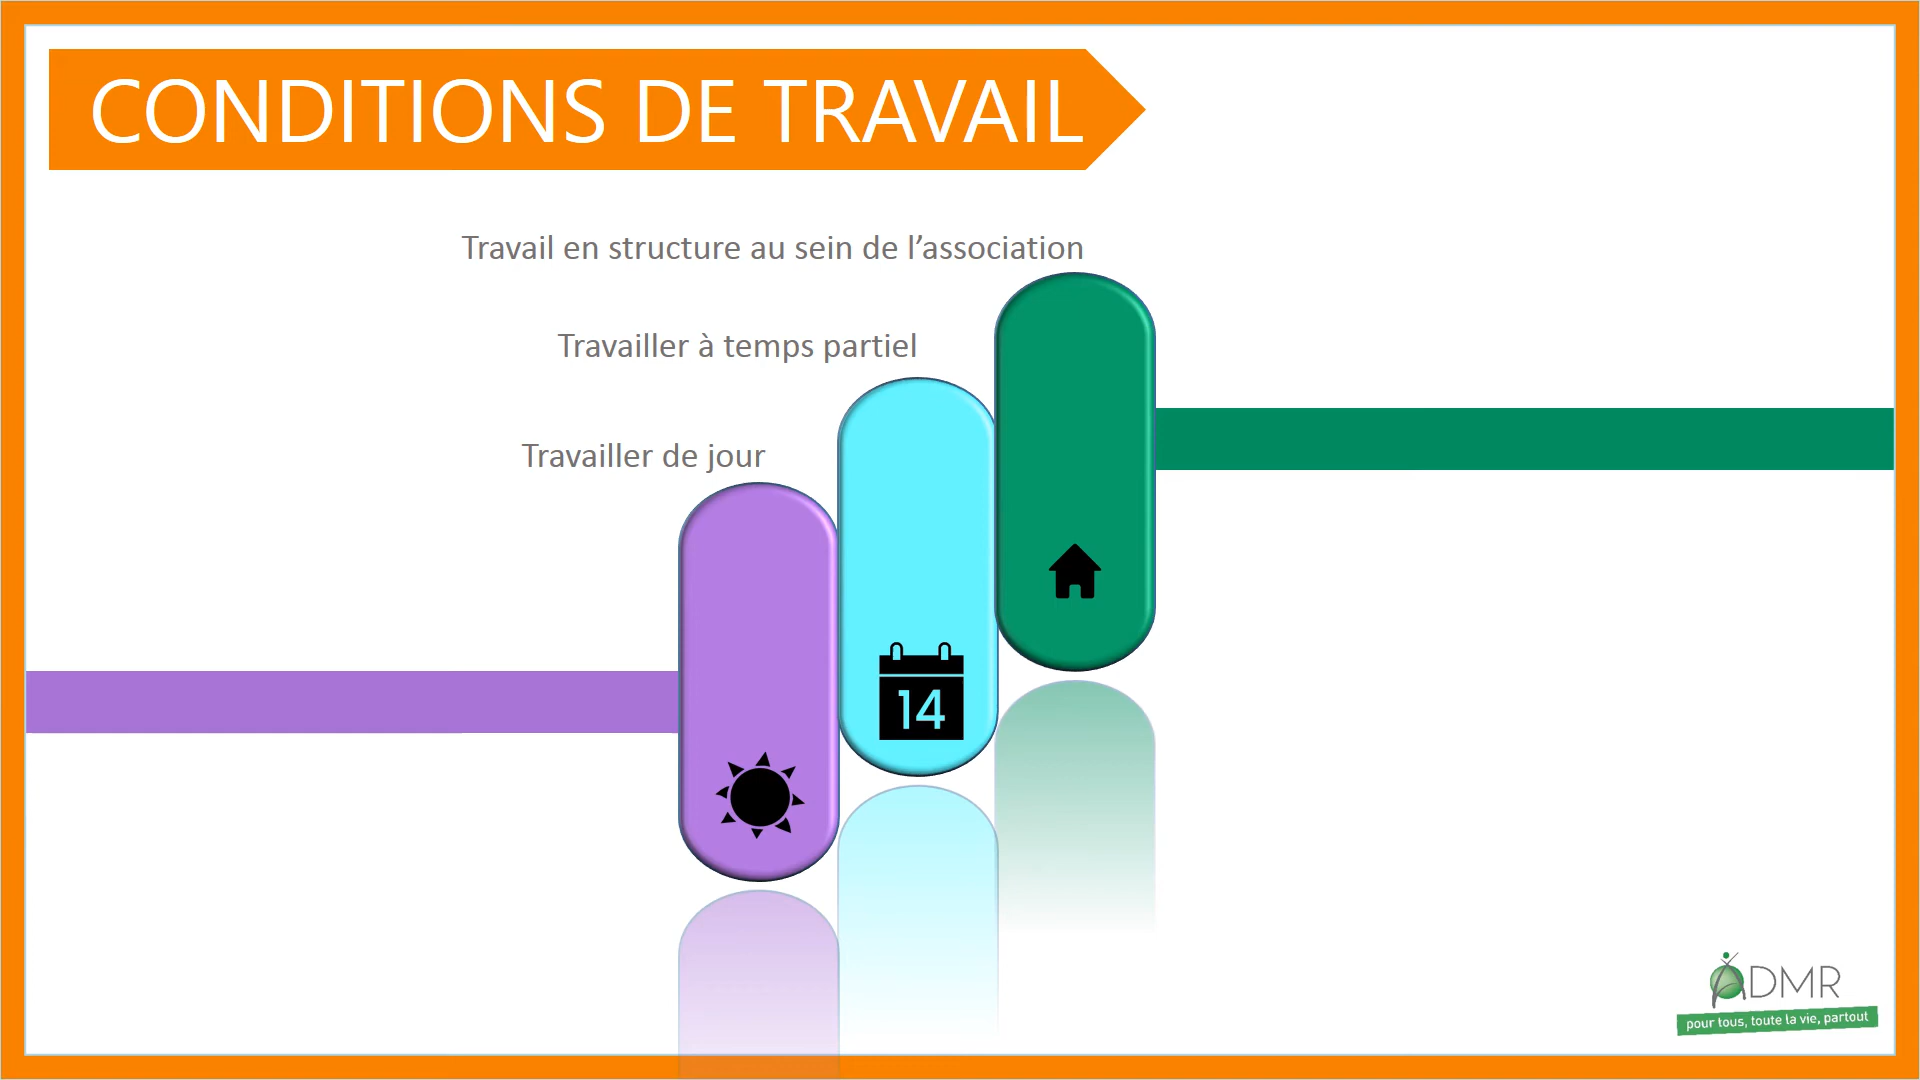 CONDITIONS DE TRAVAIL
Travail en structure au sein de l’association
Travailler à temps partiel
Travailler de jour
14
ADMR
pour tous, toute la vie, partout